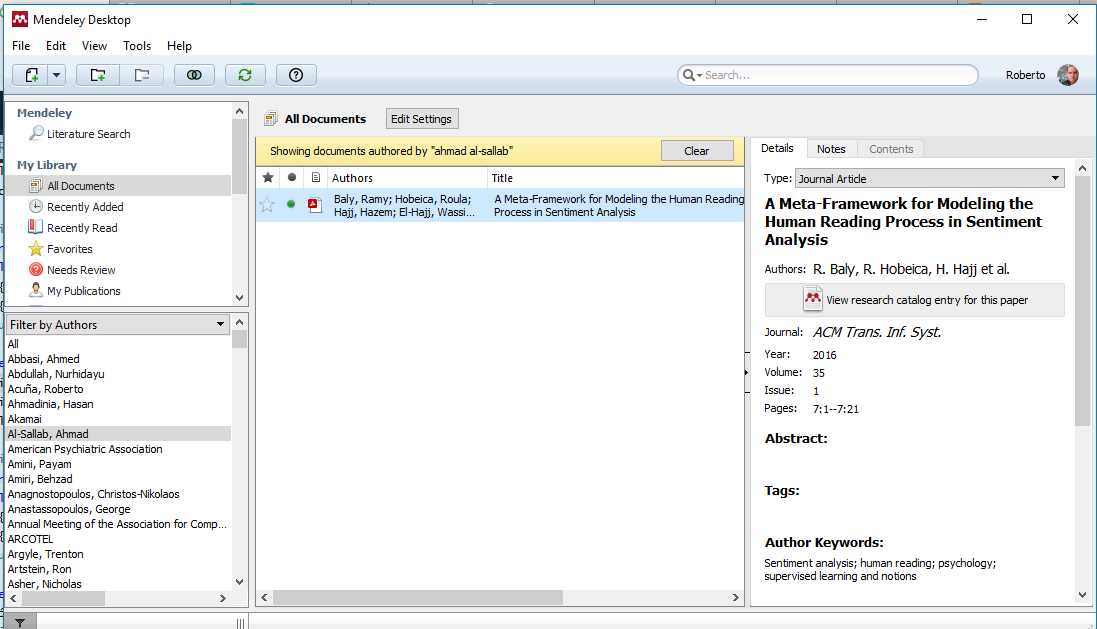 Mendeley Desktop
File Edit View Tools Help
Search...
Roberto
Mendeley
Literature Search
My Library
All Documents
Recently Added
Recently Read
Favorites
Needs Review
My Publications
Filter by Authors
All
Abbasi, Ahmed
Abdullah, Nurhidayu
Acuña, Roberto
Ahmadinia, Hasan
Akamai
Al-Sallab, Ahmad
American Psychiatric Association
Amini, Payam
Amiri, Behzad
Anagnostopoulos, Christos-Nikolaos
Anastassopoulos, George
Annual Meeting of the Association for Comp...
ARCOTEL
Argyle, Trenton
Artstein, Ron
Asher, Nicholas
All Documents Edit Settings
Showing documents authored by "ahmad al-sallab" Clear
Authors Title
Baly, Ramy; Hobeica, Roula;
Hajj, Hazem; El-Hajj, Wassi...
A Meta-Framework for Modeling the Human Reading
Process in Sentiment Analysis
Details Notes Contents
Type: Journal Article
A Meta-Framework for Modeling the
Human Reading Process in Sentiment
Analysis
Authors: R. Baly, R. Hobeica, H. Hajj et al.
View research catalog entry for this paper
Journal: ACM Trans. Inf. Syst.
Year: 2016
Volume: 35
Issue: 1
Pages: 7:1--7:21
Abstract:
Tags:
Author Keywords:
Sentiment analysis; human reading; psychology;
supervised learning and notions